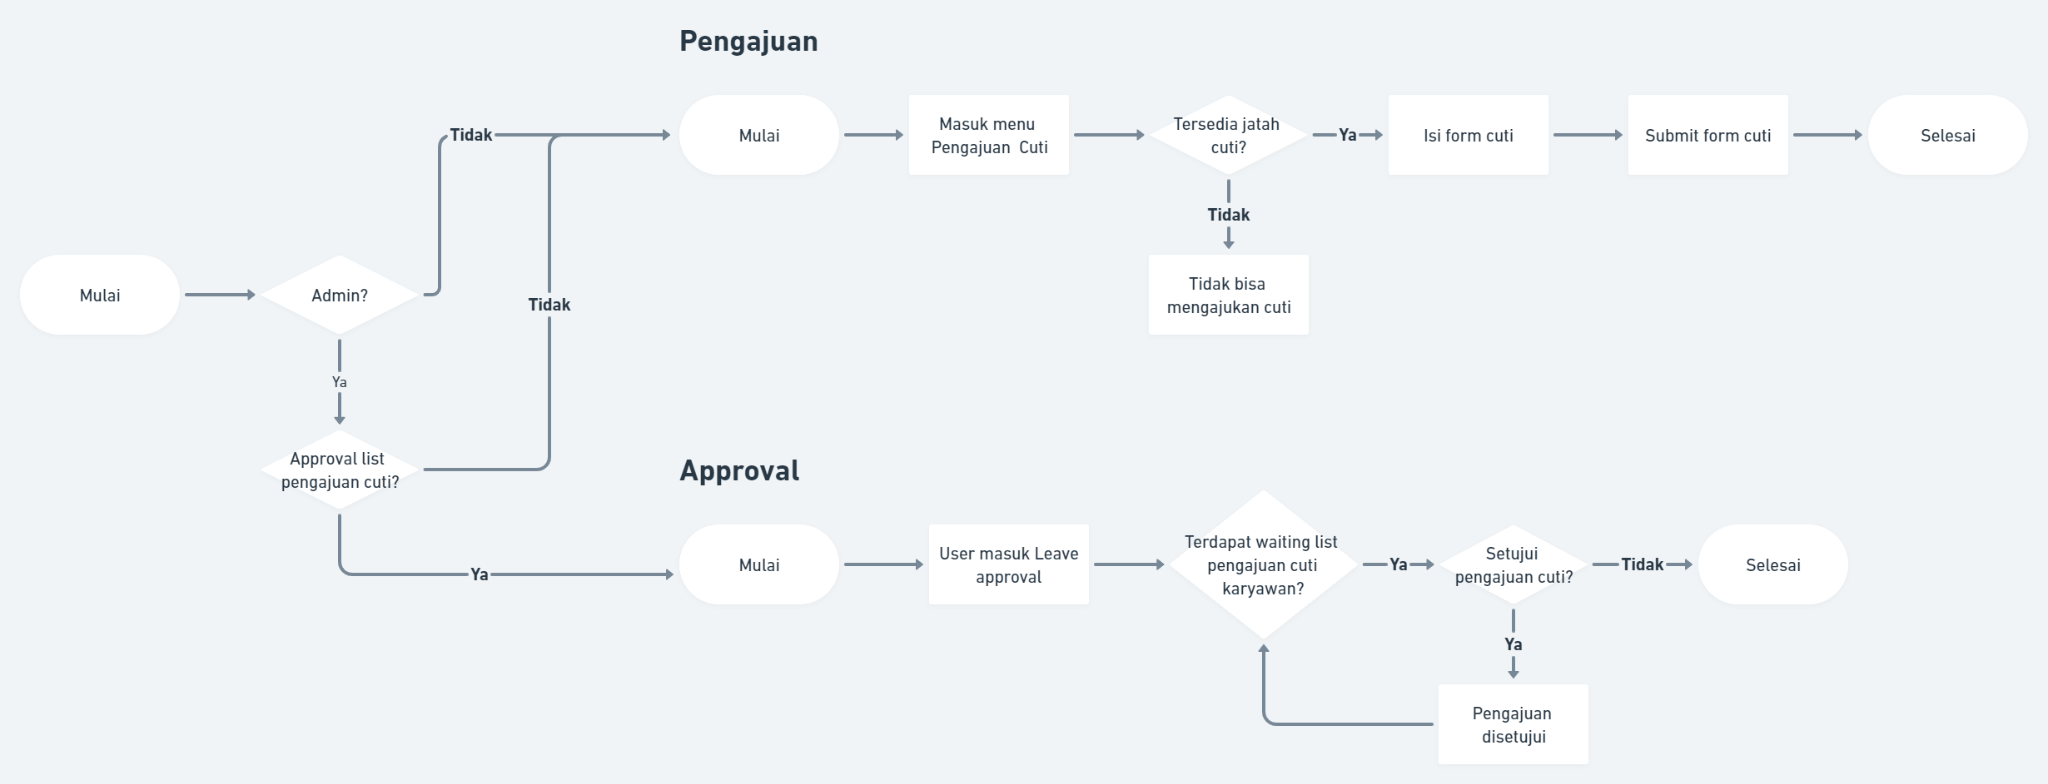 Pengajuan
Mulai
Admin?
Tidak
Ya
Approval list
pengajuan cuti?
Tidak
Ya
Mulai
Masuk menu
Pengajuan  Cuti
Tersedia jatah
cuti?
Ya
Isi form cuti
Submit form cuti
Selesai
Tidak
Tidak bisa
mengajukan cuti
Approval
Mulai
User masuk Leave
approval
Terdapat waiting list
pengajuan cuti
karyawan?
Ya
Setujui
pengajuan cuti?
Tidak
Selesai
Ya
Pengajuan
disetujui